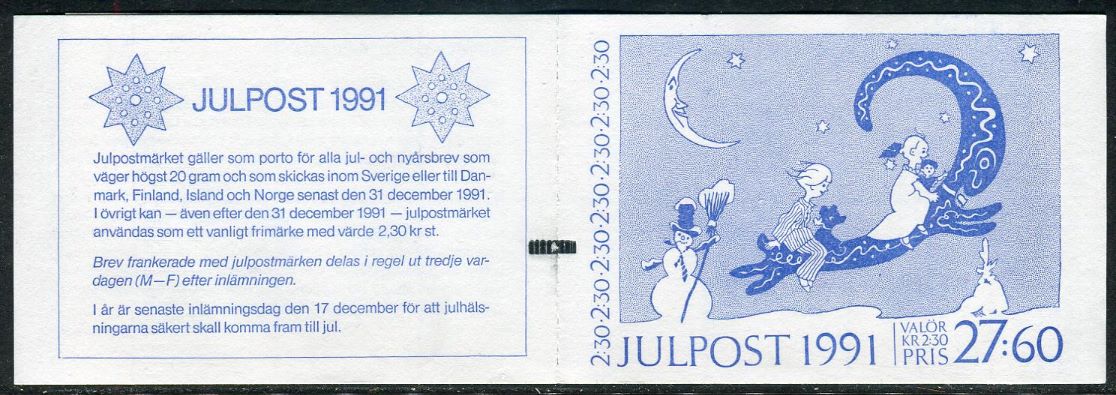 JULPOST 1991
Julpostmärket gäller som porto för alla jul- och nyårsbrev som
väger högst 20 gram och som skickas inom Sverige eller till Dan-
mark, Finland, Island och Norge senast den 31 december 1991.
I övrigt kan — även efter den 31 december 1991 — julpostmärket
användas som ett vanligt frimärke med värde 2,30 kr st.
Brev frankerade med julpostmärken delas i regel ut tredje var-
dagen (M—F) efter inlämningen.
I år är senaste inlämningsdag den 17 december för att julhäls-
ningarna säkert skall komma fram till jul.
2:30·2:30·2:30·2:30·2:30·2:30·2:30
JULPOST 1991
VALÖR
KR 2:30
PRIS
27:60